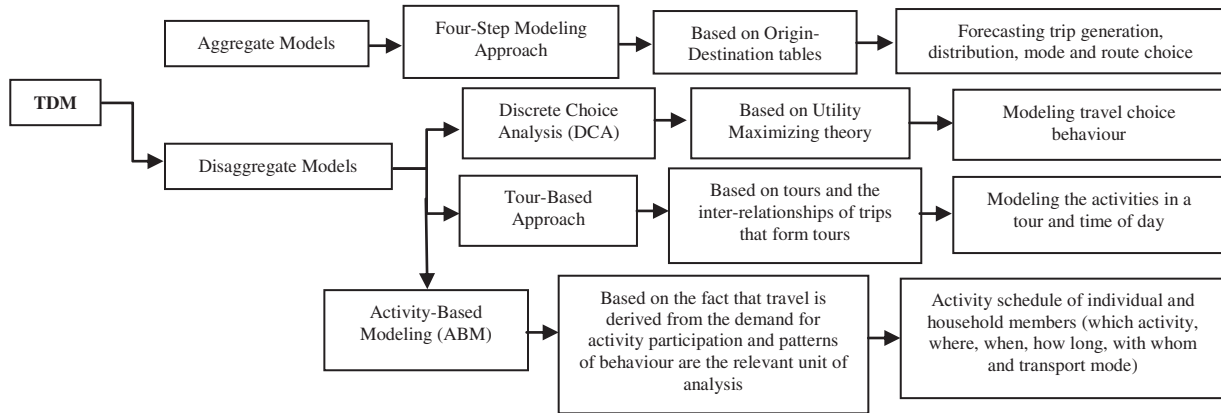 Aggregate Models
Four-Step Modeling
Approach
Based on Origin-
Destination tables
Forecasting trip generation,
distribution, mode and route choice
TDM
Disaggregate Models
Discrete Choice
Analysis (DCA)
Based on Utility
Maximizing theory
Modeling travel choice
behaviour
Tour-Based
Approach
Based on tours and the
inter-relationships of trips
that form tours
Modeling the activities in a
tour and time of day
Activity-Based
Modeling (ABM)
Based on the fact that travel is
derived from the demand for
activity participation and patterns
of behaviour are the relevant unit of
analysis
Activity schedule of individual and
household members (which activity,
where, when, how long, with whom
and transport mode)